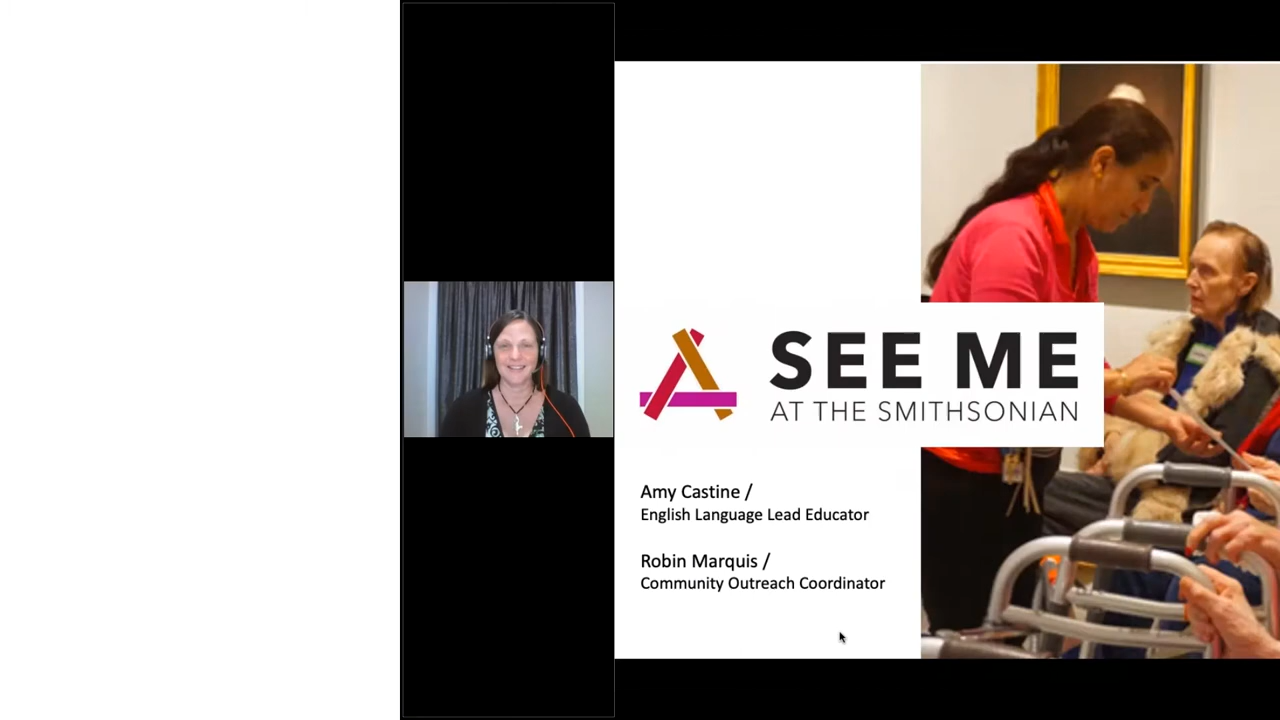 SEE ME
AT THE SMITHSONIAN
Amy Castine /
English Language Lead Educator
Robin Marquis /
Community Outreach Coordinator